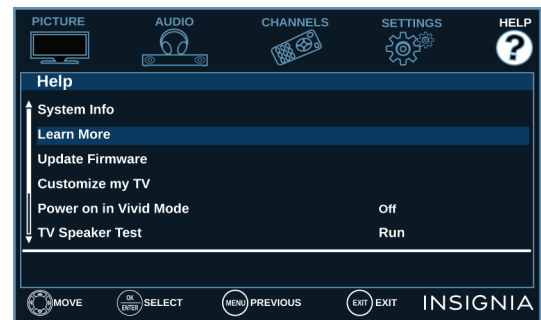 PICTURE AUDIO CHANNELS SETTINGS HELP
?
Help
System Info
Learn More
Update Firmware
Customize my TV
Power on in Vivid Mode Off
TV Speaker Test Run
MOVE OK ENTER SELECT MENU PREVIOUS EXIT EXIT INSIGNIA